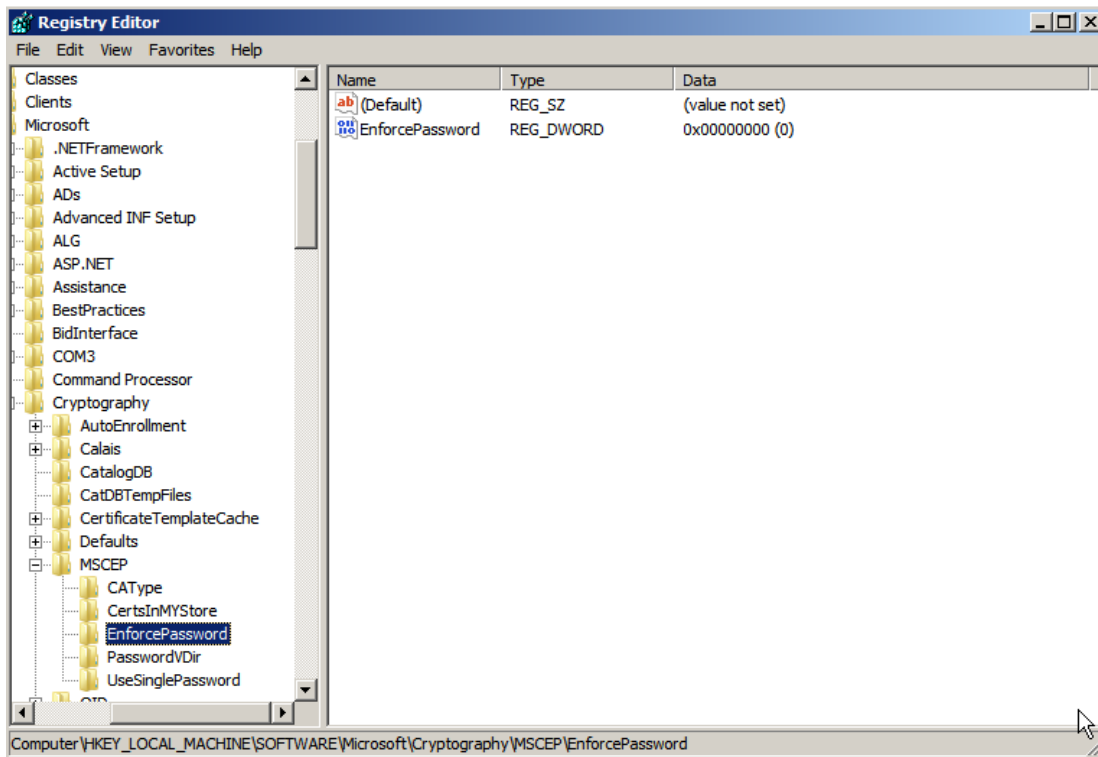 Registry Editor
File Edit View Favorites Help
Classes
Clients
Microsoft
.NETFramework
Active Setup
ADs
Advanced INF Setup
ALG
ASP.NET
Assistance
BestPractices
BidInterface
COM3
Command Processor
Cryptography
AutoEnrollment
Calais
CatalogDB
CatDBTempFiles
CertificateTemplateCache
Defaults
MSCEP
CAType
CertsInMYStore
EnforcePassword
PasswordVDir
UseSinglePassword
OID
Name Type Data
(Default) REG_SZ (value not set)
EnforcePassword REG_DWORD 0x00000000 (0)
Computer\HKEY_LOCAL_MACHINE\SOFTWARE\Microsoft\Cryptography\MSCEP\EnforcePassword